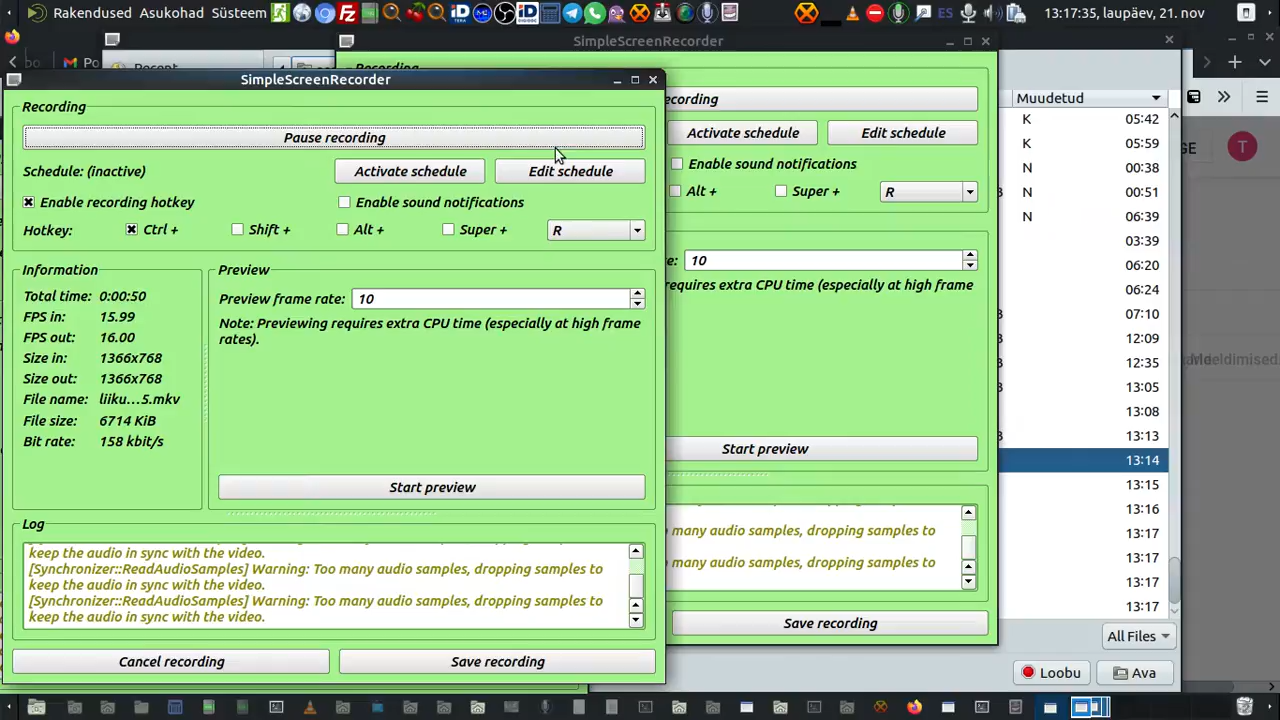 Rakendused Asukohad Süsteem
ES
13:17:35, laupäev, 21. nov
SimpleScreenRecorder
Recent
SimpleScreenRecorder
Recording
Pause recording
Schedule: (inactive)
Activate schedule
Edit schedule
Enable recording hotkey
Enable sound notifications
Hotkey:
Ctrl +
Shift +
Alt +
Super +
R
Information
Total time: 0:00:50
FPS in: 15.99
FPS out: 16.00
Size in: 1366x768
Size out: 1366x768
File name: liiku...5.mkv
File size: 6714 KiB
Bit rate: 158 kbit/s
Preview
Preview frame rate: 10
Note: Previewing requires extra CPU time (especially at high frame
rates).
Start preview
Log
keep the audio in sync with the video.
[Synchronizer::ReadAudioSamples] Warning: Too many audio samples, dropping samples to
keep the audio in sync with the video.
[Synchronizer::ReadAudioSamples] Warning: Too many audio samples, dropping samples to
keep the audio in sync with the video.
Cancel recording
Save recording
ecording
Activate schedule
Edit schedule
Enable sound notifications
Alt +
Super +
R
e: 10
requires extra CPU time (especially at high frame
Start preview
many audio samples, dropping samples to
many audio samples, dropping samples to
Save recording
Muudetud
K 05:42
K 05:59
N 00:38
N 00:51
N 06:39
03:39
06:20
06:24
07:10
12:09
13:05
13:08
13:13
13:14
13:15
13:16
13:17
13:17
13:17
13:17
All Files
Loobu
Ava
GE
T